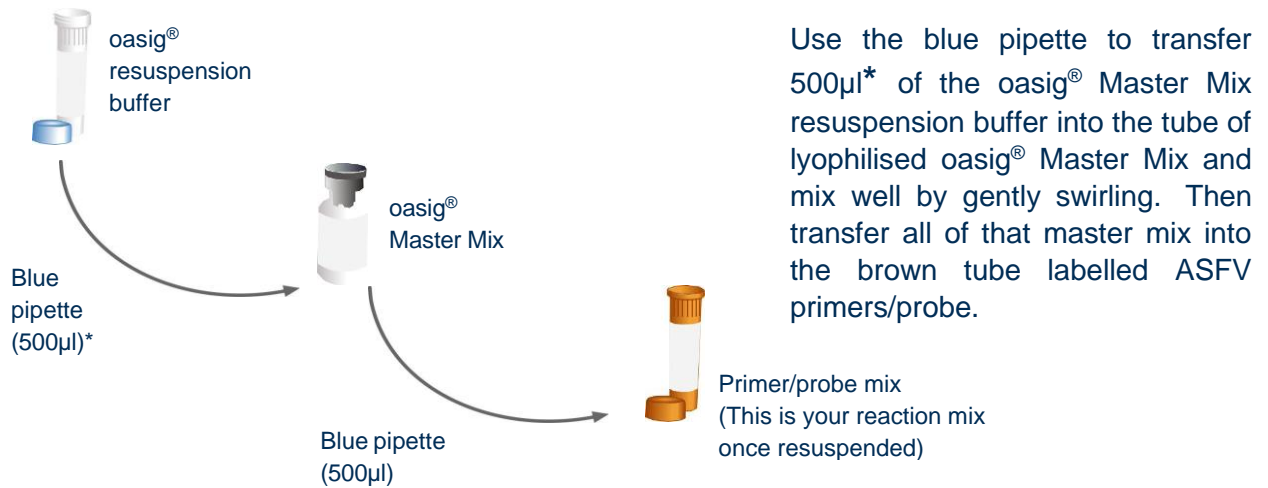 oasig®
resuspension
buffer
Use the blue pipette to transfer
500µl* of the oasig® Master Mix
resuspension buffer into the tube of
lyophilised oasig® Master Mix and
mix well by gently swirling. Then
transfer all of that master mix into
the brown tube labelled ASFV
primers/probe.
oasig®
Master Mix
Blue
pipette
(500µl)*
Primer/probe mix
(This is your reaction mix
once resuspended)
Blue pipette
(500µl)